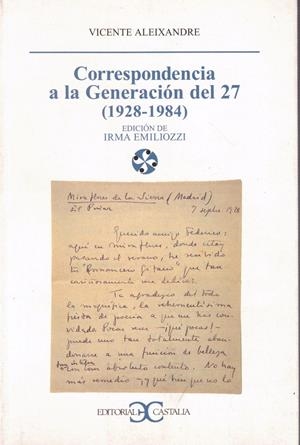 VICENTE ALEIXANDRE
Correspondencia
a la Generación del 27
(1928-1984)
EDICIÓN DE
IRMA EMILIOZZI
Miraflores de la Sierra (Madrid)
El Pinar 7 septbre 1928
Querido amigo Federico:
aquí en Miraflores, donde estoy
pasando el verano, he recibido
tu "Romancero Gitano" que tan
cariñosamente me dedicas.
Te agradezco del todo
la magnífica, la vehementísima
fiesta de poesía a que me has con-
vidado. Pocas veces —¡qué pocas!—
puede uno tan totalmente aban-
donarse a una función de belleza
con absoluto contento. No hay
más remedio ¡y qué bien que no lo
EDITORIAL CASTALIA